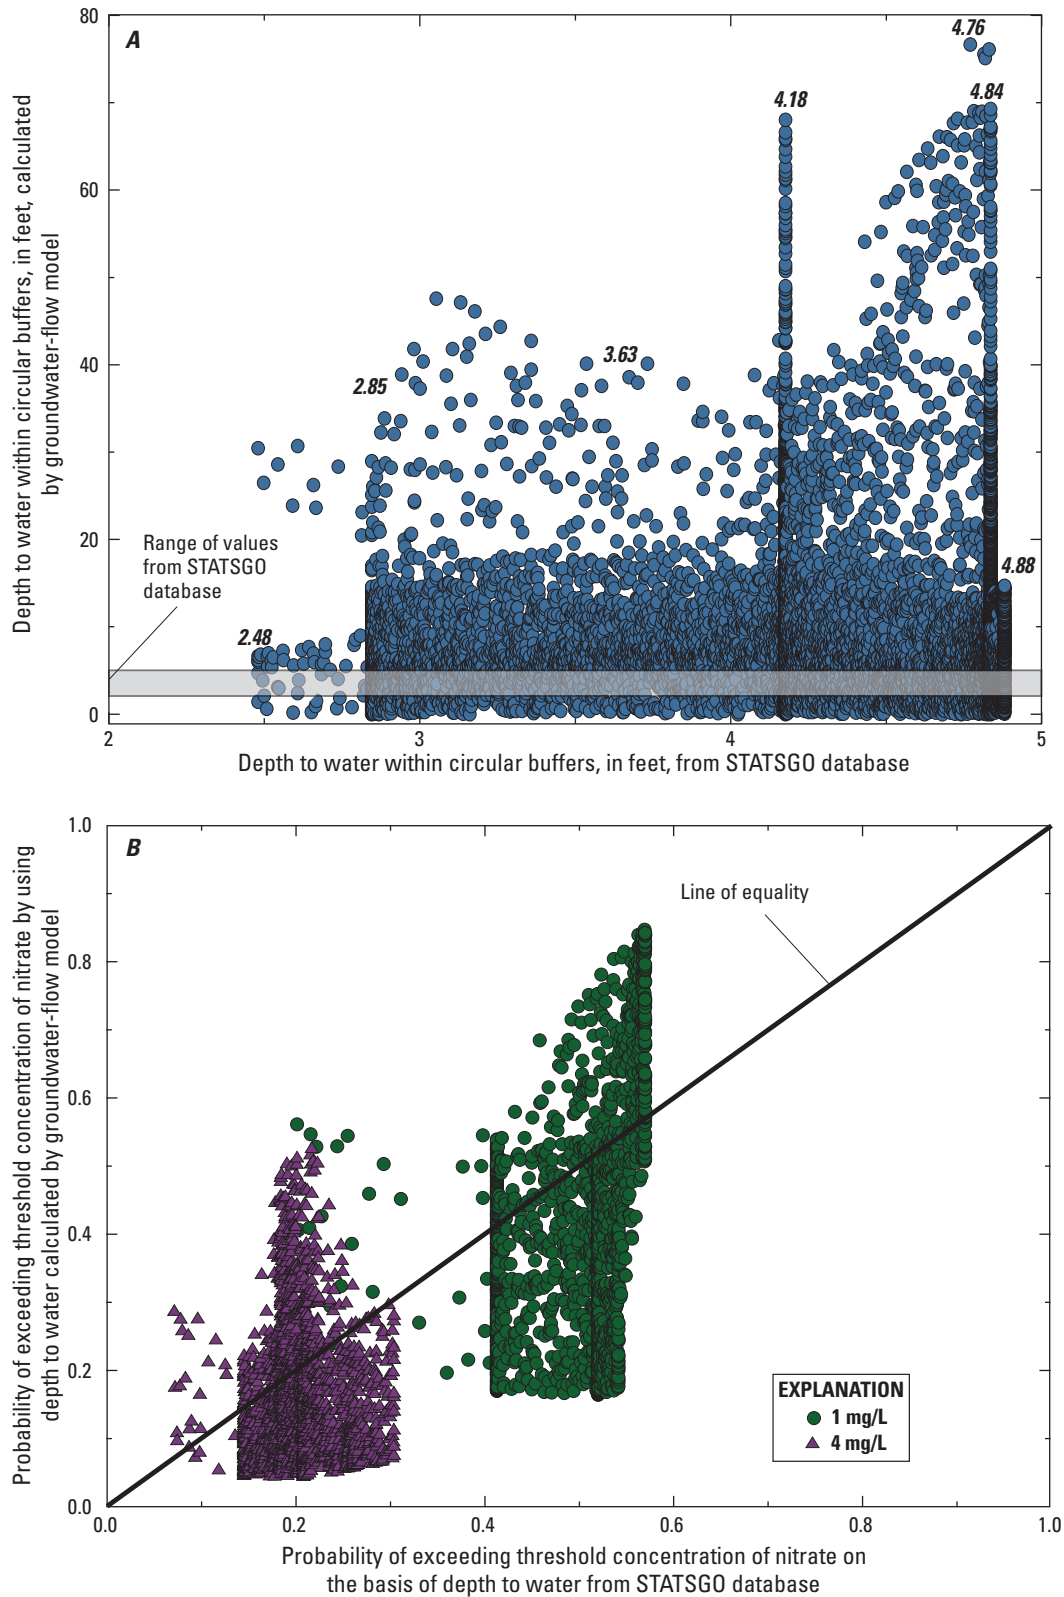 A
80
60
40
20
0
2
3
4
5
4.76
4.84
4.18
3.63
2.85
2.48
4.88
Range of values
from STATSGO
database
Depth to water within circular buffers, in feet, calculated
by groundwater-flow model
Depth to water within circular buffers, in feet, from STATSGO database
B
1.0
0.8
0.6
0.4
0.2
0.0
0.0
0.2
0.4
0.6
0.8
1.0
Line of equality
EXPLANATION
1 mg/L
4 mg/L
Probability of exceeding threshold concentration of nitrate by using
depth to water calculated by groundwater-flow model
Probability of exceeding threshold concentration of nitrate on
the basis of depth to water from STATSGO database